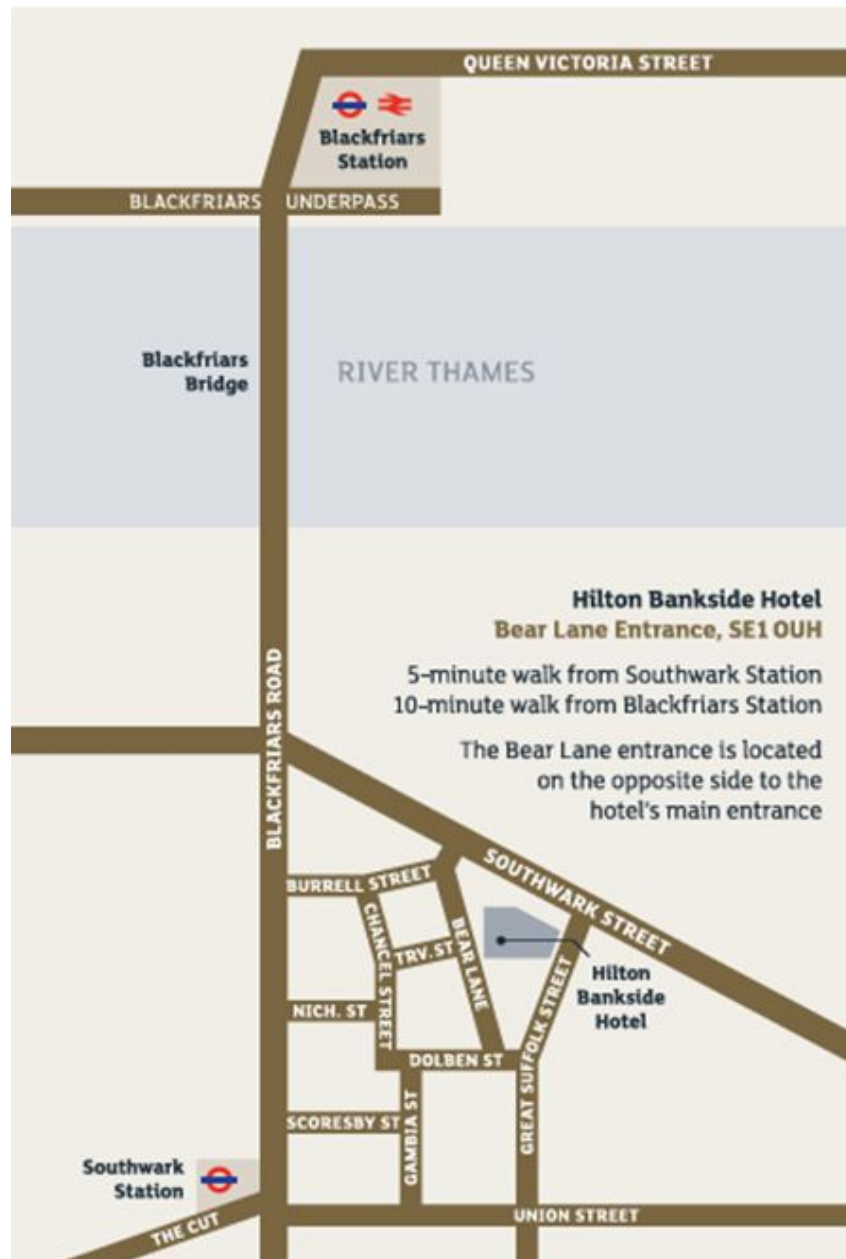 QUEEN VICTORIA STREET
Blackfriars
Station
BLACKFRIARS UNDERPASS
Blackfriars
Bridge
RIVER THAMES
Hilton Bankside Hotel
Bear Lane Entrance, SE1 0UH
5-minute walk from Southwark Station
10-minute walk from Blackfriars Station
The Bear Lane entrance is located
on the opposite side to the
hotel's main entrance
BLACKFRIARS ROAD
SOUTHWARK STREET
BURRELL STREET
CHANCEL STREET
TRV. ST
BEAR LANE
Hilton
Bankside
Hotel
NICH. ST
DOLBEN ST
GREAT SUFFOLK STREET
SCORESBY ST
GAMBIA ST
Southwark
Station
THE CUT
UNION STREET